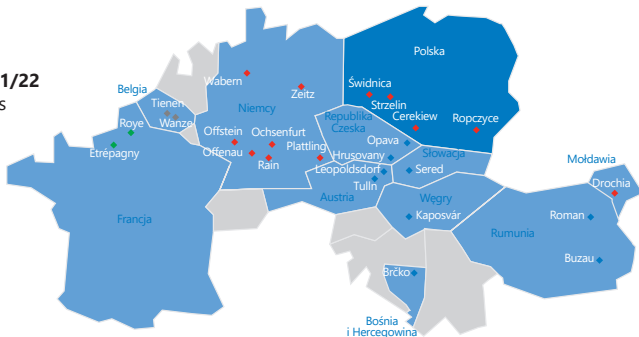 1/22
s
Polska
Belgia
Wabern
Świdnica
Zeitz
Tienen
Niemcy
Strzelin
Roye
Wanze
Republika
Czeska
Cerekiew
Ropczyce
Offstein
Ochsenfurt
Opava
Etrépagny
Offenau
Plattling
Hrusovany
Słowacja
Rain
Mołdawia
Leopoldsdorf
Sered
Tulln
Drochia
Austria
Węgry
Francja
Kaposvár
Roman
Rumunia
Buzau
Brčko
Bośnia
i Hercegowina